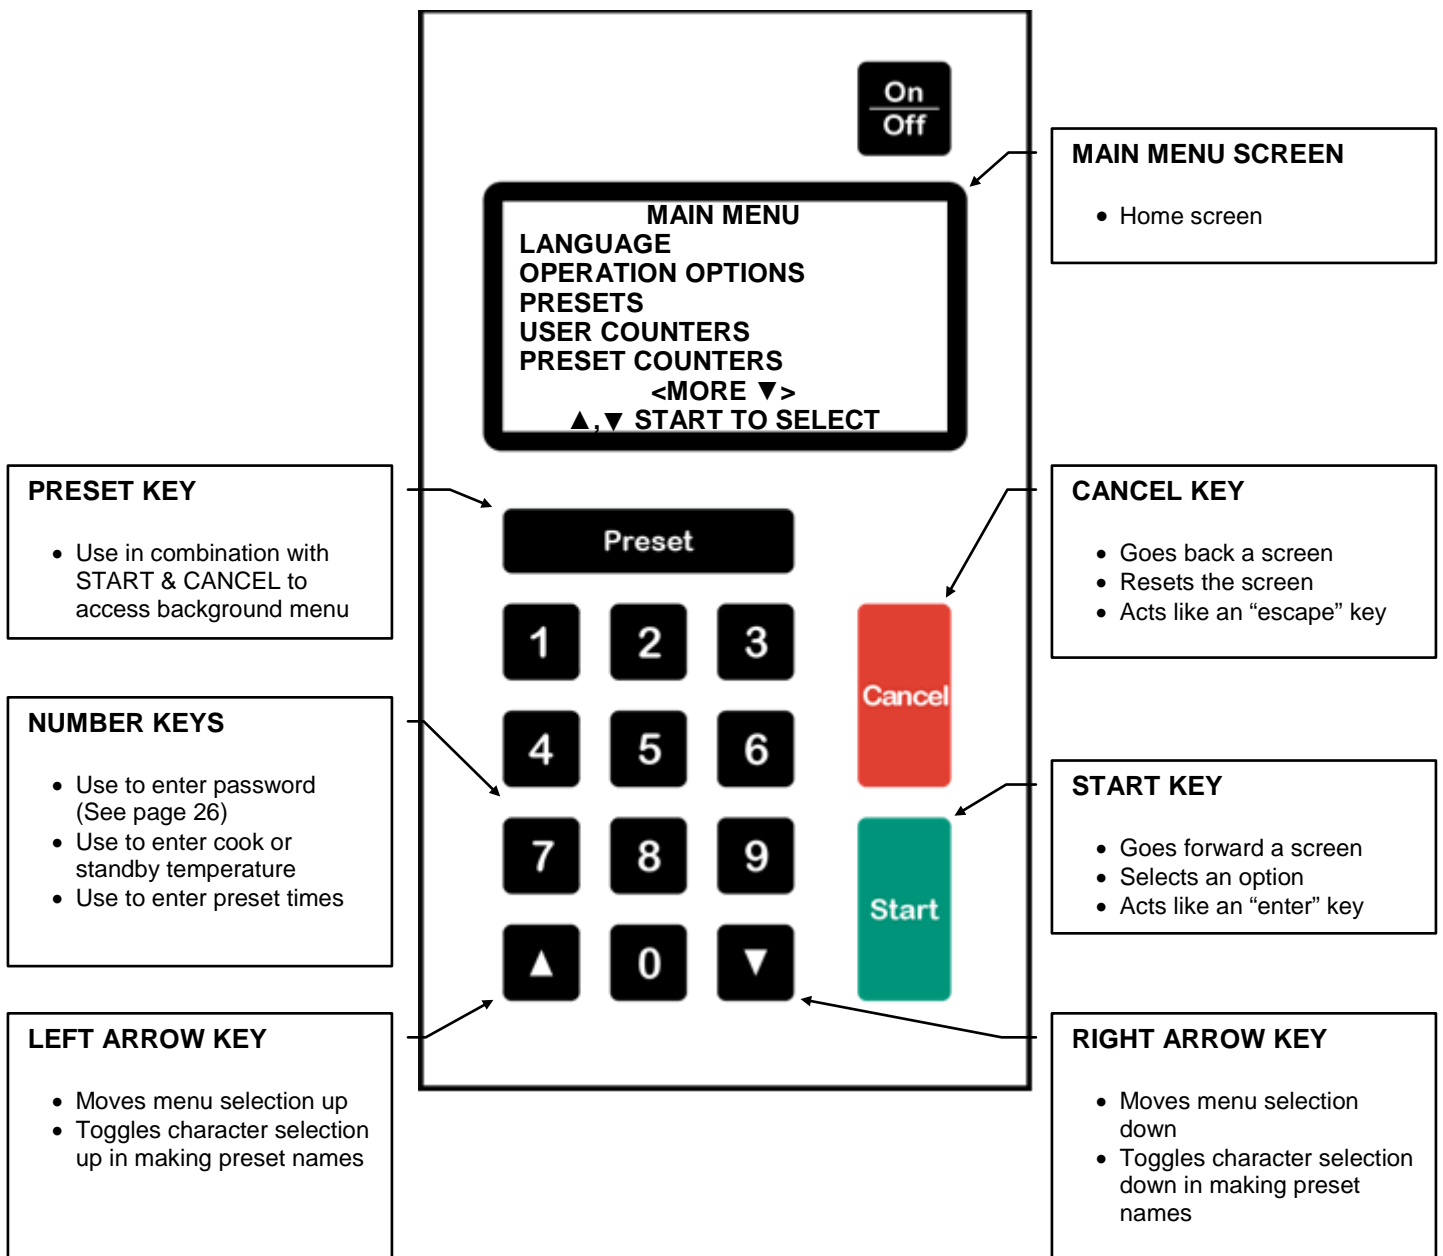 On
Off
MAIN MENU
LANGUAGE
OPERATION OPTIONS
PRESETS
USER COUNTERS
PRESET COUNTERS
<MORE ▼>
▲,▼ START TO SELECT
MAIN MENU SCREEN
• Home screen
PRESET KEY
• Use in combination with
START & CANCEL to
access background menu
Preset
CANCEL KEY
• Goes back a screen
• Resets the screen
• Acts like an “escape” key
1 2 3
Cancel
4 5 6
NUMBER KEYS
• Use to enter password
(See page 26)
• Use to enter cook or
standby temperature
• Use to enter preset times
7 8 9
Start
▲ 0 ▼
START KEY
• Goes forward a screen
• Selects an option
• Acts like an “enter” key
LEFT ARROW KEY
• Moves menu selection up
• Toggles character selection
up in making preset names
RIGHT ARROW KEY
• Moves menu selection
down
• Toggles character selection
down in making preset
names